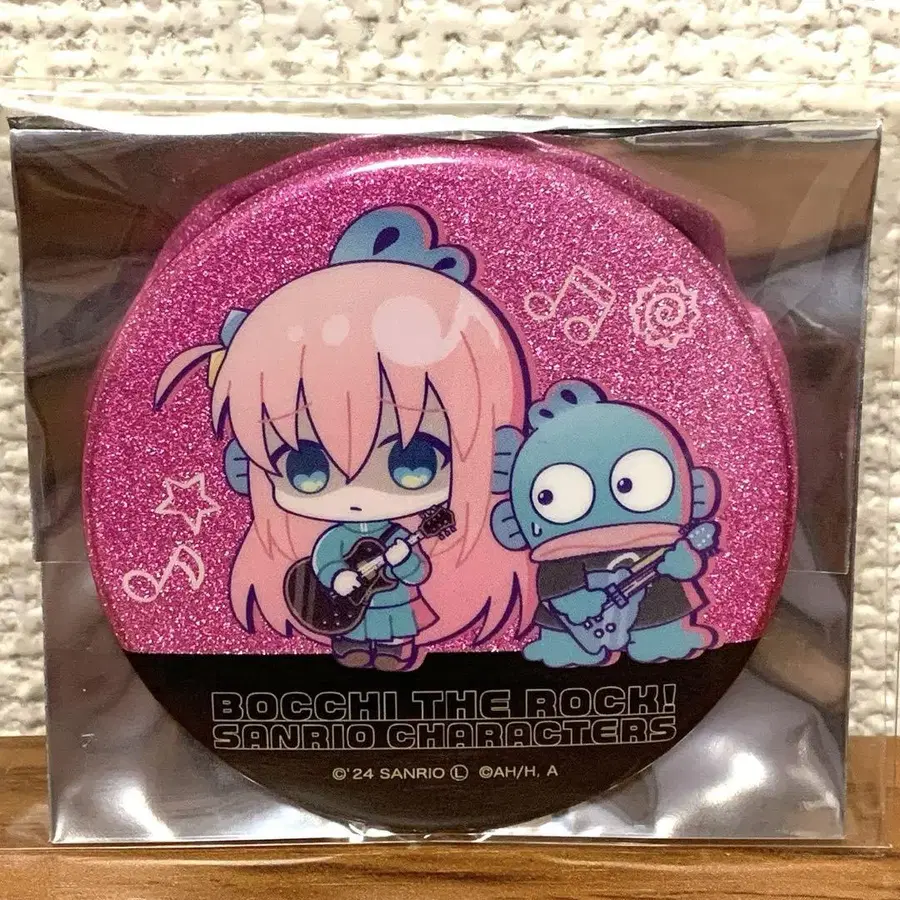 BOCCHI THE ROCK!
SANRIO CHARACTERS
©'24 SANRIO Ⓛ ©AH/H, A